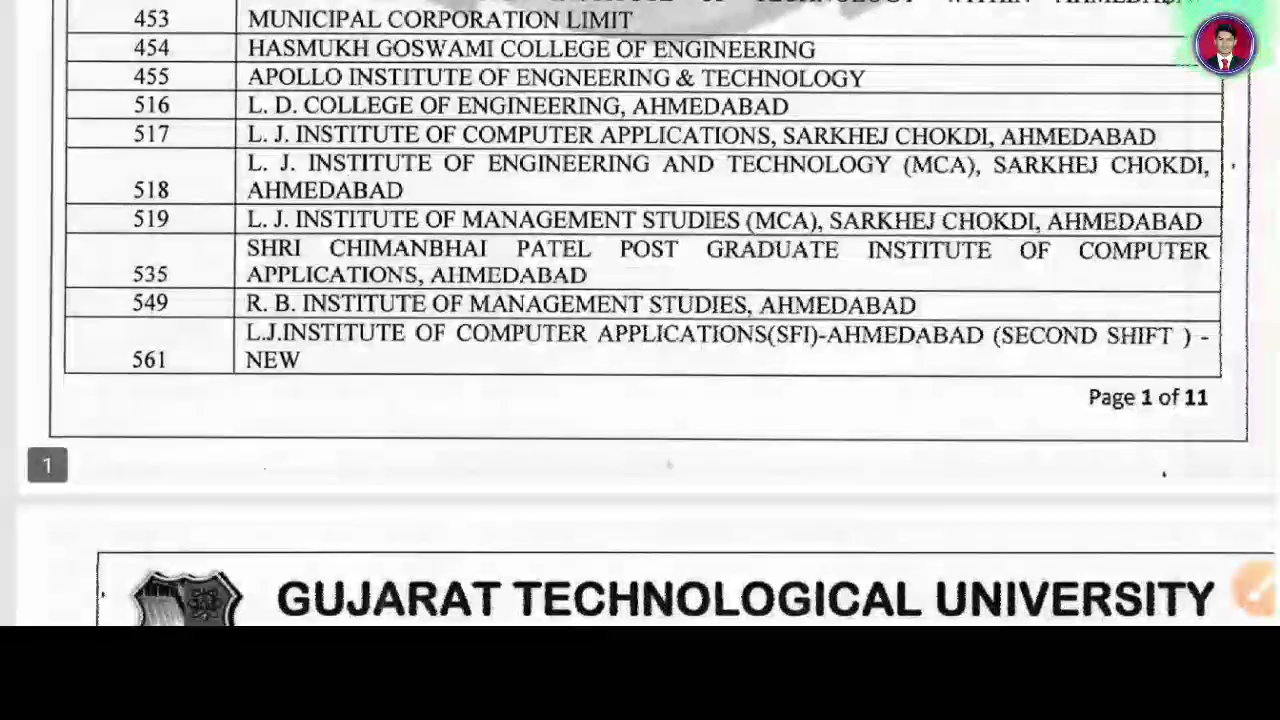 453
MUNICIPAL CORPORATION LIMIT
454 HASMUKH GOSWAMI COLLEGE OF ENGINEERING
455 APOLLO INSTITUTE OF ENGNEERING & TECHNOLOGY
516 L. D. COLLEGE OF ENGINEERING, AHMEDABAD
517 L. J. INSTITUTE OF COMPUTER APPLICATIONS, SARKHEJ CHOKDI, AHMEDABAD
L. J. INSTITUTE OF ENGINEERING AND TECHNOLOGY (MCA), SARKHEJ CHOKDI,
518 AHMEDABAD
519 L. J. INSTITUTE OF MANAGEMENT STUDIES (MCA), SARKHEJ CHOKDI, AHMEDABAD
SHRI CHIMANBHAI PATEL POST GRADUATE INSTITUTE OF COMPUTER
535 APPLICATIONS, AHMEDABAD
549 R. B. INSTITUTE OF MANAGEMENT STUDIES, AHMEDABAD
L.J.INSTITUTE OF COMPUTER APPLICATIONS(SFI)-AHMEDABAD (SECOND SHIFT ) -
561 NEW
Page 1 of 11
1
GUJARAT TECHNOLOGICAL UNIVERSITY